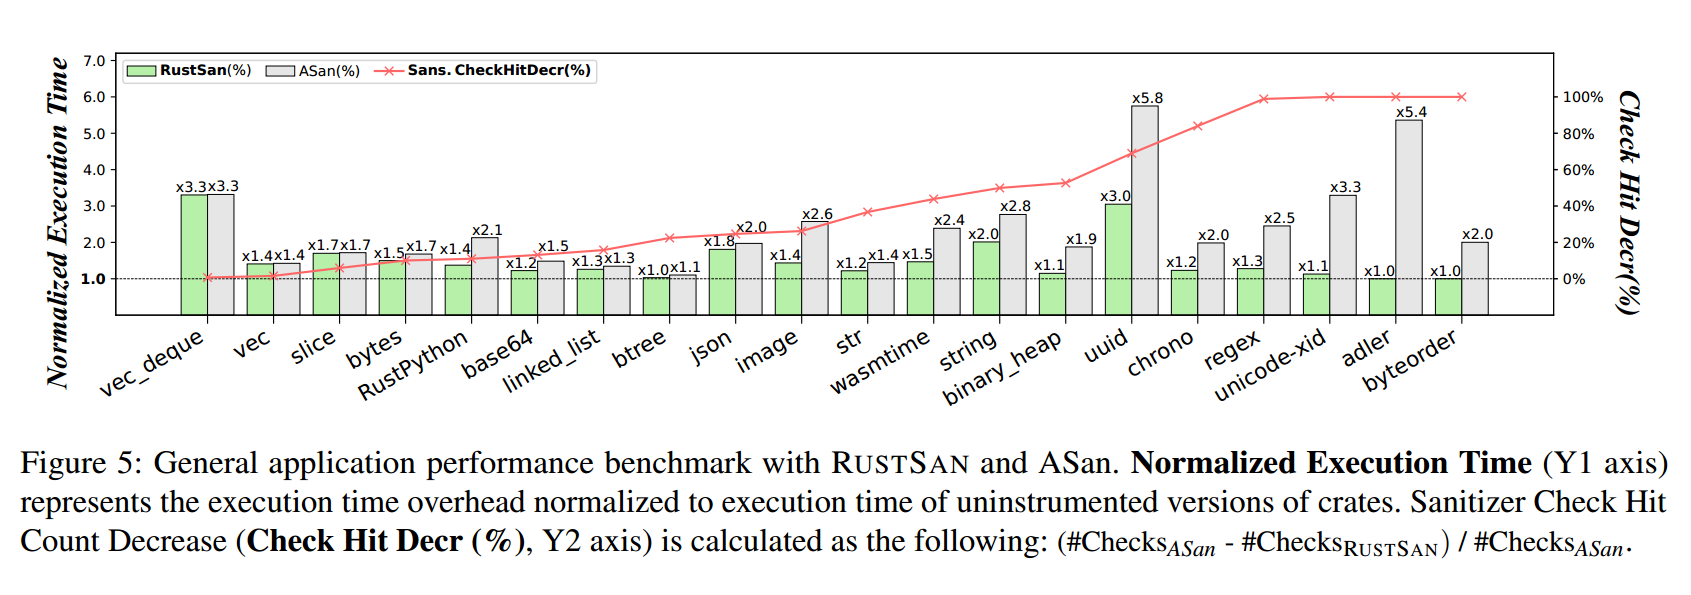 Normalized Execution Time
7.0
6.0
5.0
4.0
3.0
2.0
1.0
RustSan(%) ASan(%) Sans. CheckHitDecr(%)
x3.3 x3.3
x1.4 x1.4
x1.7 x1.7
x1.5 x1.7
x1.4 x2.1
x1.2 x1.5
x1.3 x1.3
x1.0 x1.1
x1.8 x2.0
x1.4 x2.6
x1.2 x1.4
x1.5 x2.4
x2.0 x2.8
x1.1 x1.9
x3.0 x5.8
x1.2 x2.0
x1.3 x2.5
x1.1 x3.3
x1.0 x5.4
x1.0 x2.0
100%
80%
60%
40%
20%
0%
Check Hit Decr(%)
vec_deque
vec
slice
bytes
RustPython
base64
linked_list
btree
json
image
str
wasmtime
string
binary_heap
uuid
chrono
regex
unicode-xid
adler
byteorder
Figure 5: General application performance benchmark with RUSTSAN and ASan. Normalized Execution Time (Y1 axis)
represents the execution time overhead normalized to execution time of uninstrumented versions of crates. Sanitizer Check Hit
Count Decrease (Check Hit Decr (%), Y2 axis) is calculated as the following: (#ChecksASan - #ChecksRUSTSAN) / #ChecksASan.